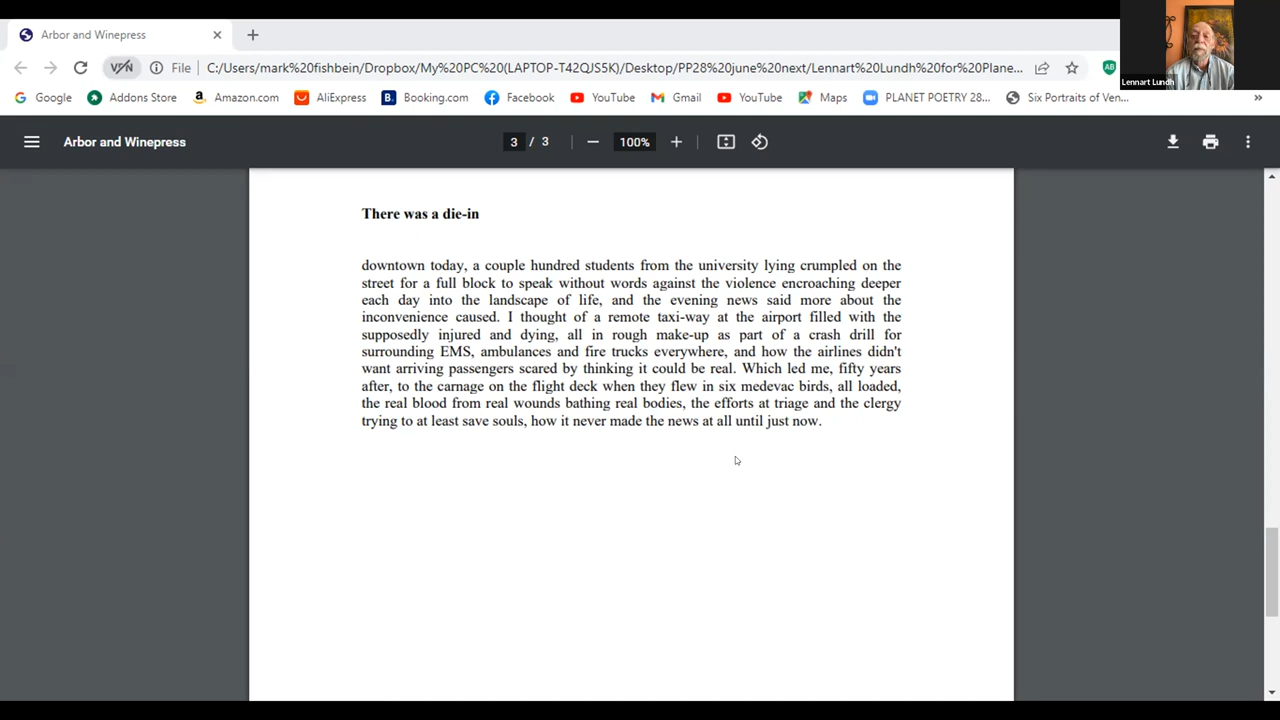 Arbor and Winepress
File
C:/Users/mark%20fishbein/Dropbox/My%20PC%20(LAPTOP-T42QJS5K)/Desktop/PP28%20june%20next/Lennart%20Lundh%20for%20Plane...
Lennart Lundh
Google Addons Store Amazon.com AliExpress Booking.com Facebook YouTube Gmail YouTube Maps PLANET POETRY 28... Six Portraits of Ven... »
Arbor and Winepress 3 / 3 100%
There was a die-in
downtown today, a couple hundred students from the university lying crumpled on the
street for a full block to speak without words against the violence encroaching deeper
each day into the landscape of life, and the evening news said more about the
inconvenience caused. I thought of a remote taxi-way at the airport filled with the
supposedly injured and dying, all in rough make-up as part of a crash drill for
surrounding EMS, ambulances and fire trucks everywhere, and how the airlines didn't
want arriving passengers scared by thinking it could be real. Which led me, fifty years
after, to the carnage on the flight deck when they flew in six medevac birds, all loaded,
the real blood from real wounds bathing real bodies, the efforts at triage and the clergy
trying to at least save souls, how it never made the news at all until just now.